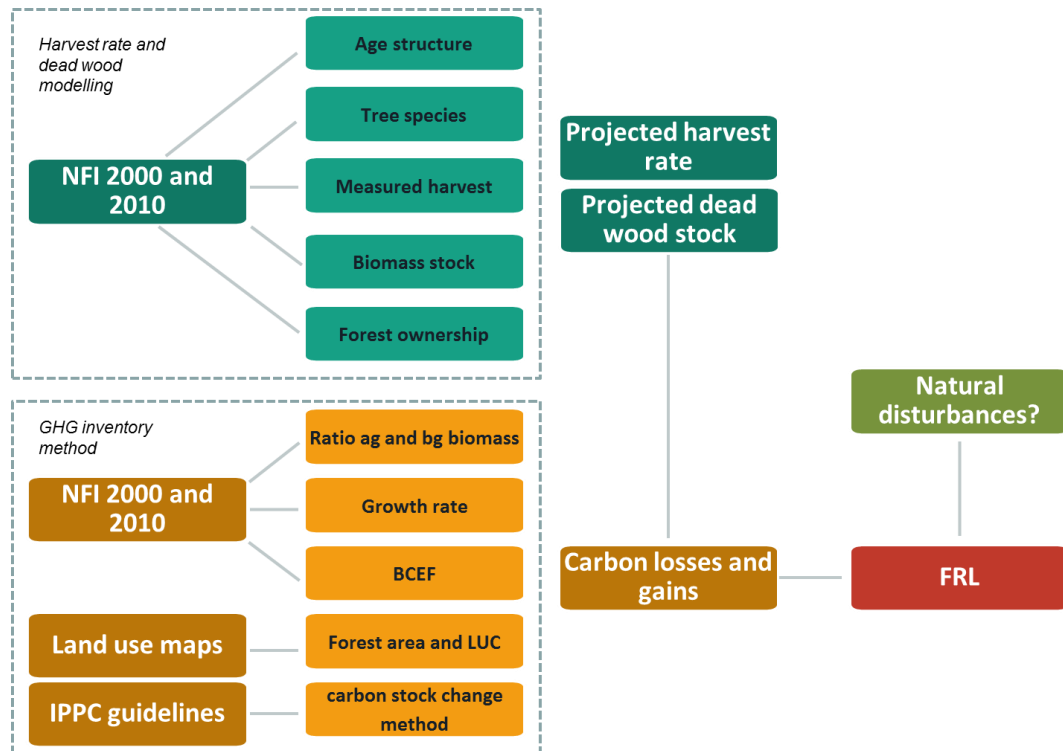 Harvest rate and
dead wood
modelling
NFI 2000 and
2010
Age structure
Tree species
Measured harvest
Biomass stock
Forest ownership
Projected harvest
rate
Projected dead
wood stock
GHG inventory
method
NFI 2000 and
2010
Ratio ag and bg biomass
Growth rate
BCEF
Land use maps
Forest area and LUC
IPPC guidelines
carbon stock change
method
Carbon losses and
gains
Natural
disturbances?
FRL